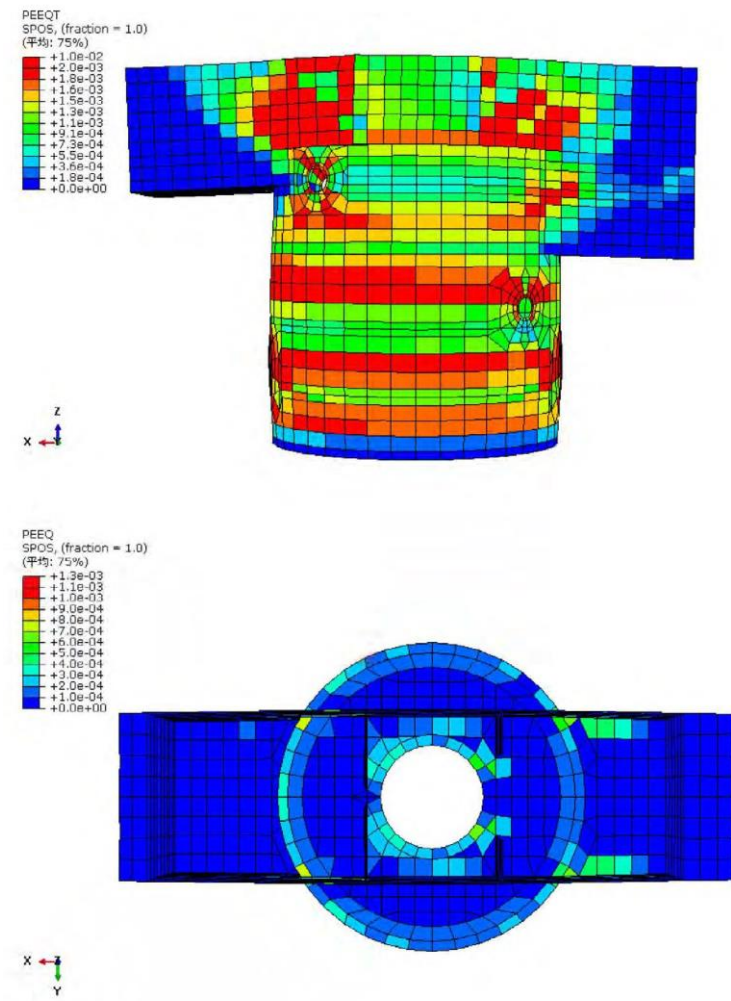 PEEQT
SPOS, (fraction = 1.0)
(平均: 75%)
+1.0e-02
+2.0e-03
+1.8e-03
+1.6e-03
+1.5e-03
+1.3e-03
+1.1e-03
+9.1e-04
+7.3e-04
+5.5e-04
+3.6e-04
+1.8e-04
+0.0e+00
Z
X
Y
PEEQ
SPOS, (fraction = 1.0)
(平均: 75%)
+1.3e-03
+1.1e-03
+1.0e-03
+9.0e-04
+8.0e-04
+7.0e-04
+6.0e-04
+5.0e-04
+4.0e-04
+3.0e-04
+2.0e-04
+1.0e-04
+0.0e+00
X
Z
Y